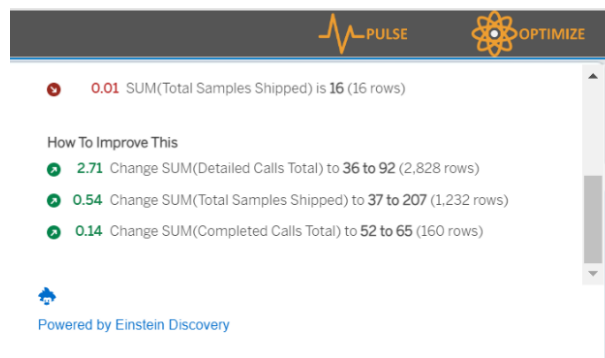 PULSE
OPTIMIZE
0.01 SUM(Total Samples Shipped) is 16 (16 rows)
How To Improve This
2.71 Change SUM(Detailed Calls Total) to 36 to 92 (2,828 rows)
0.54 Change SUM(Total Samples Shipped) to 37 to 207 (1,232 rows)
0.14 Change SUM(Completed Calls Total) to 52 to 65 (160 rows)
Powered by Einstein Discovery